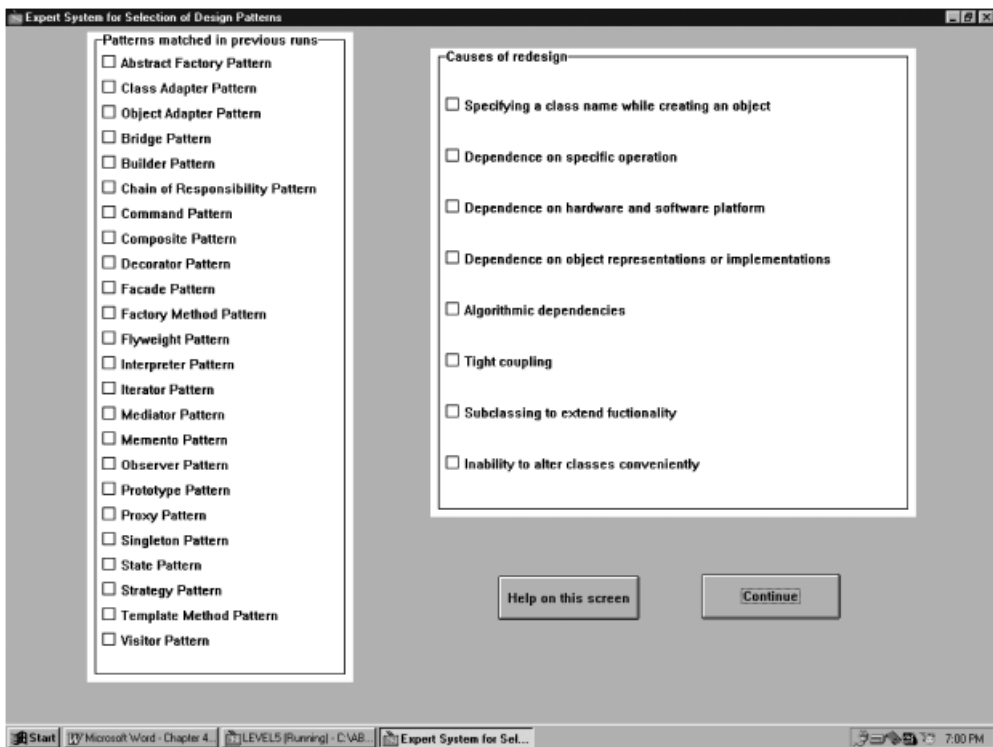 Expert System for Selection of Design Patterns
Patterns matched in previous runs
Abstract Factory Pattern
Class Adapter Pattern
Object Adapter Pattern
Bridge Pattern
Builder Pattern
Chain of Responsibility Pattern
Command Pattern
Composite Pattern
Decorator Pattern
Facade Pattern
Factory Method Pattern
Flyweight Pattern
Interpreter Pattern
Iterator Pattern
Mediator Pattern
Memento Pattern
Observer Pattern
Prototype Pattern
Proxy Pattern
Singleton Pattern
State Pattern
Strategy Pattern
Template Method Pattern
Visitor Pattern
Causes of redesign
Specifying a class name while creating an object
Dependence on specific operation
Dependence on hardware and software platform
Dependence on object representations or implementations
Algorithmic dependencies
Tight coupling
Subclassing to extend fuctionality
Inability to alter classes conveniently
Help on this screen
Continue
Start
Microsoft Word - Chapter 4...
LEVEL5 [Running] - C:\AB...
Expert System for Sel...
7:00 PM